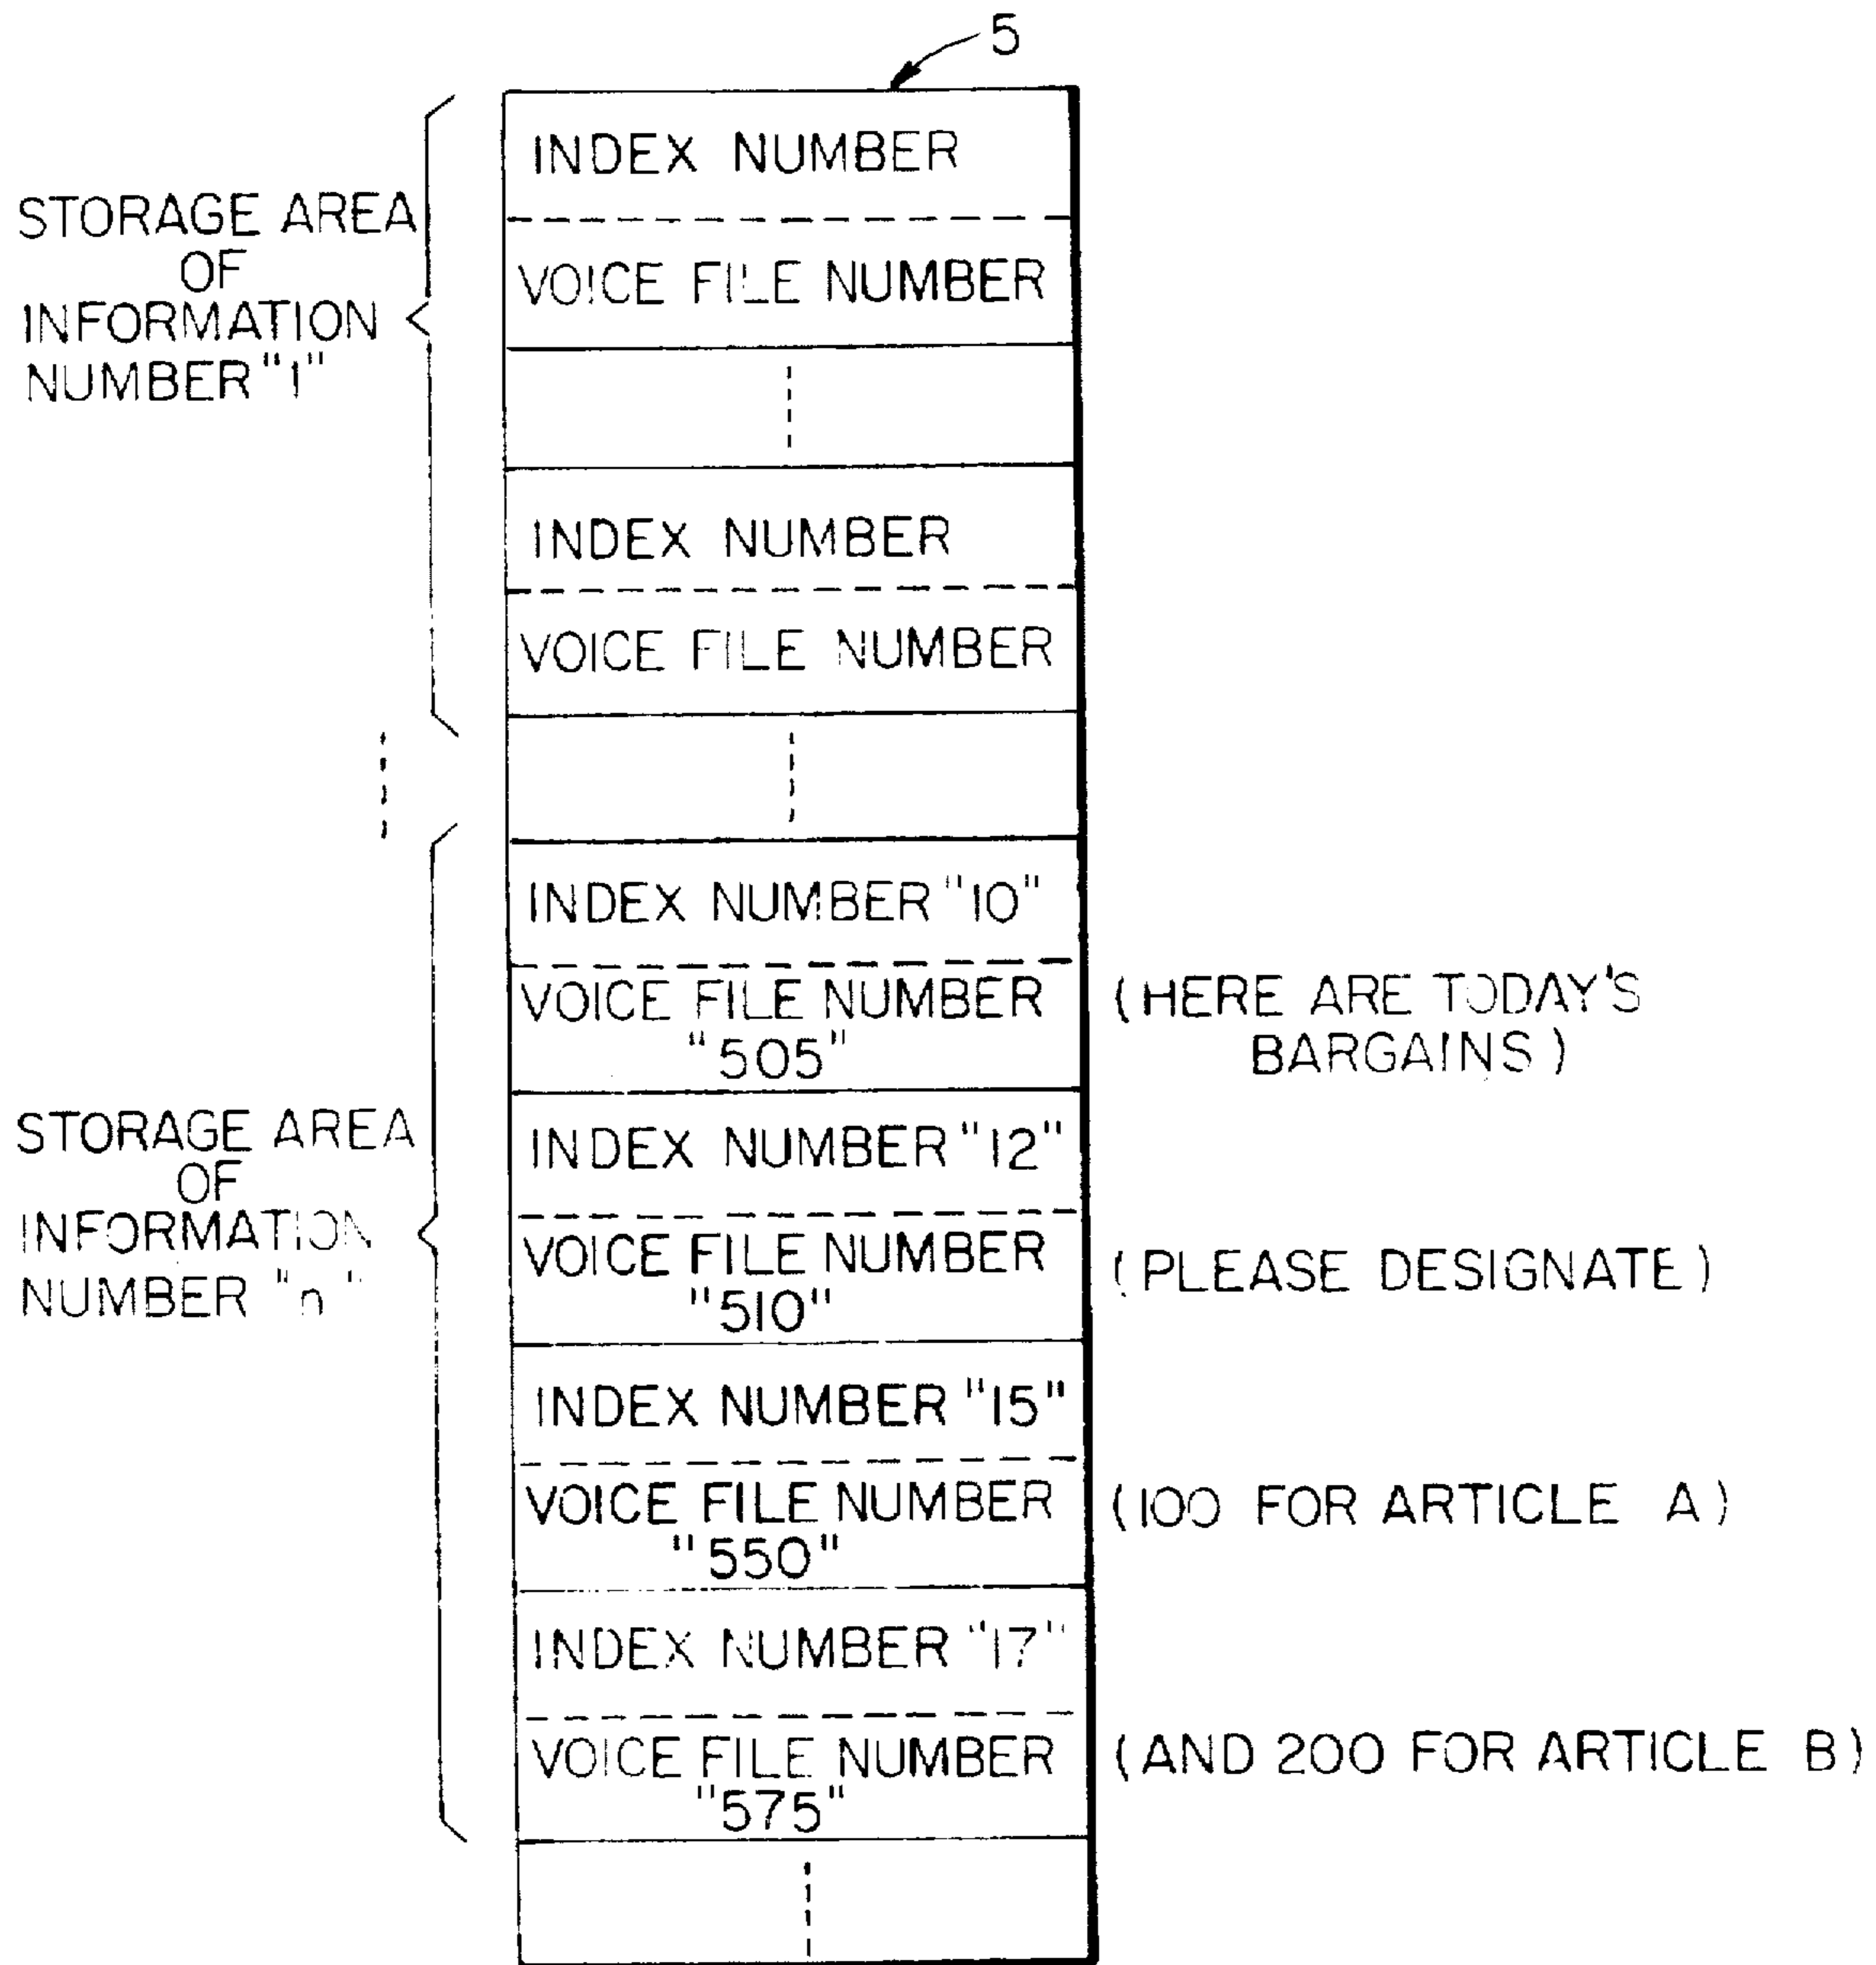 5
INDEX NUMBER
STORAGE AREA
OF
INFORMATION
NUMBER "1"
VOICE FILE NUMBER
INDEX NUMBER
VOICE FILE NUMBER
INDEX NUMBER "10"
VOICE FILE NUMBER
"505"
(HERE ARE TODAY'S
BARGAINS)
STORAGE AREA
OF
INFORMATION
NUMBER "n"
INDEX NUMBER "12"
VOICE FILE NUMBER
"510"
(PLEASE DESIGNATE)
INDEX NUMBER "15"
VOICE FILE NUMBER
"550"
(100 FOR ARTICLE A)
INDEX NUMBER "17"
VOICE FILE NUMBER
"575"
(AND 200 FOR ARTICLE B)